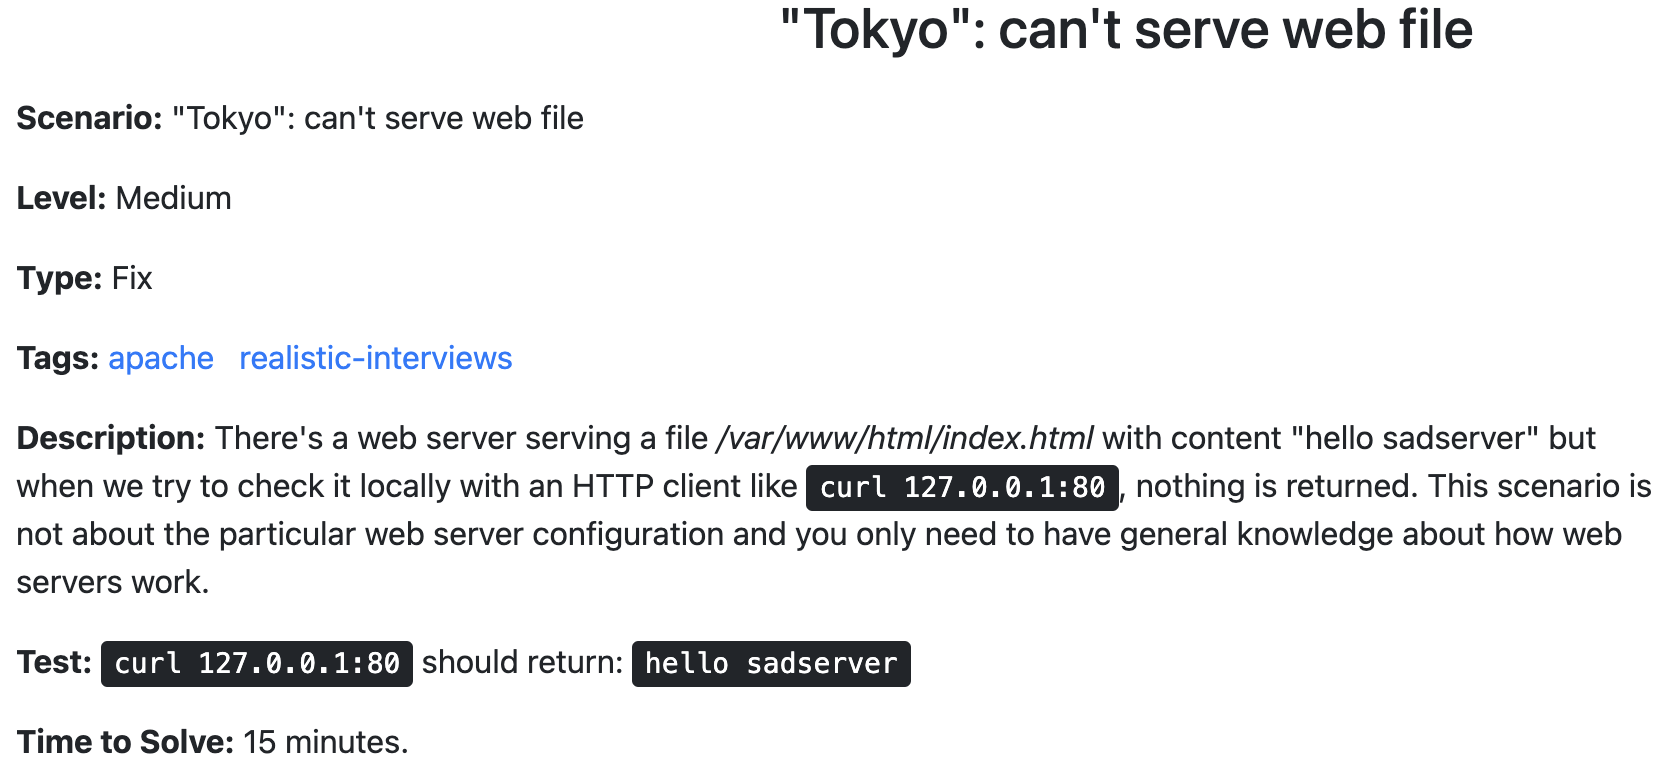 "Tokyo": can't serve web file
Scenario: "Tokyo": can't serve web file
Level: Medium
Type: Fix
Tags: apache realistic-interviews
Description: There's a web server serving a file /var/www/html/index.html with content "hello sadserver" but
when we try to check it locally with an HTTP client like curl 127.0.0.1:80, nothing is returned. This scenario is
not about the particular web server configuration and you only need to have general knowledge about how web
servers work.
Test: curl 127.0.0.1:80 should return: hello sadserver
Time to Solve: 15 minutes.